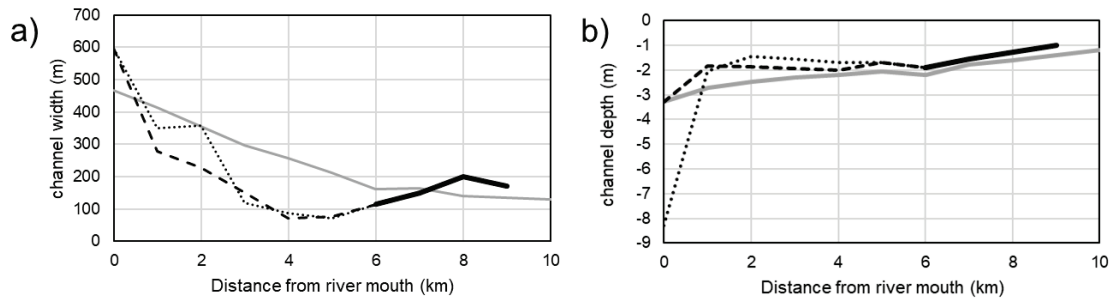 a)
channel width (m)
700
600
500
400
300
200
100
0
0 2 4 6 8 10
Distance from river mouth (km)
b)
channel depth (m)
0
-1
-2
-3
-4
-5
-6
-7
-8
-9
0 2 4 6 8 10
Distance from river mouth (km)